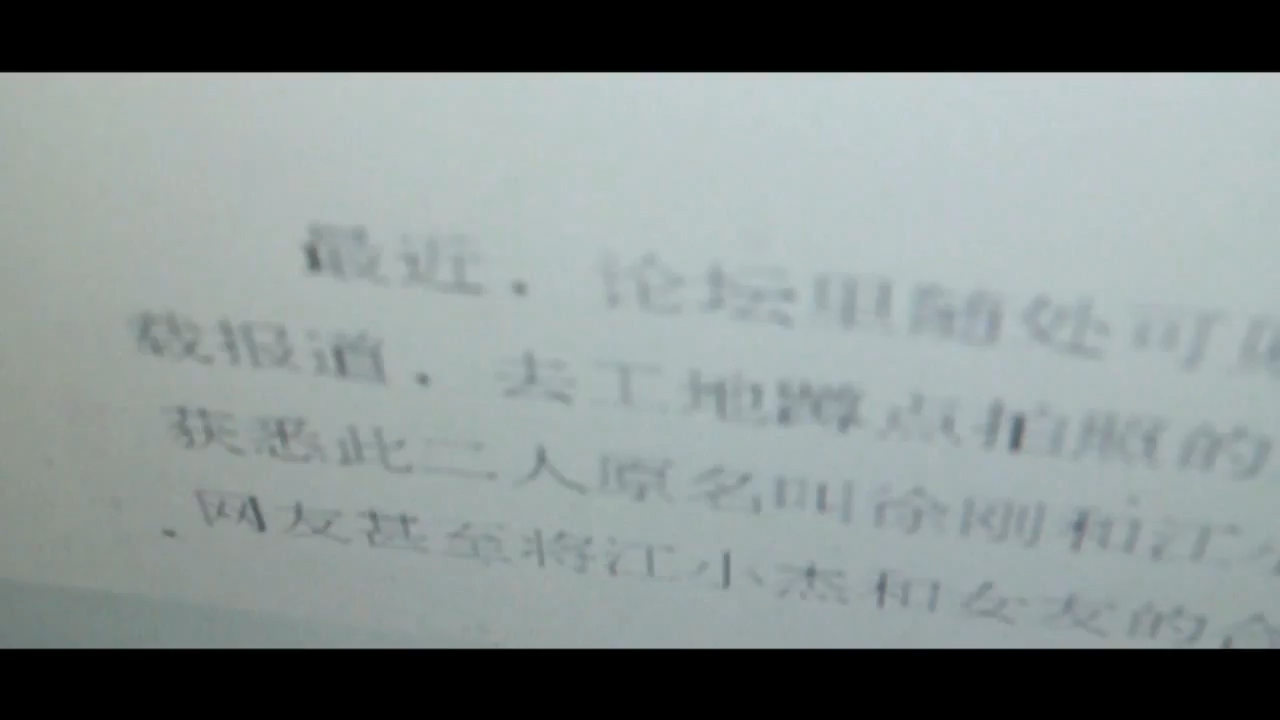 最近，论坛里随处可
载报道，去工地蹲点拍照的
获悉此二人原名叫徐刚和江
，网友甚至将江小杰和女友的合